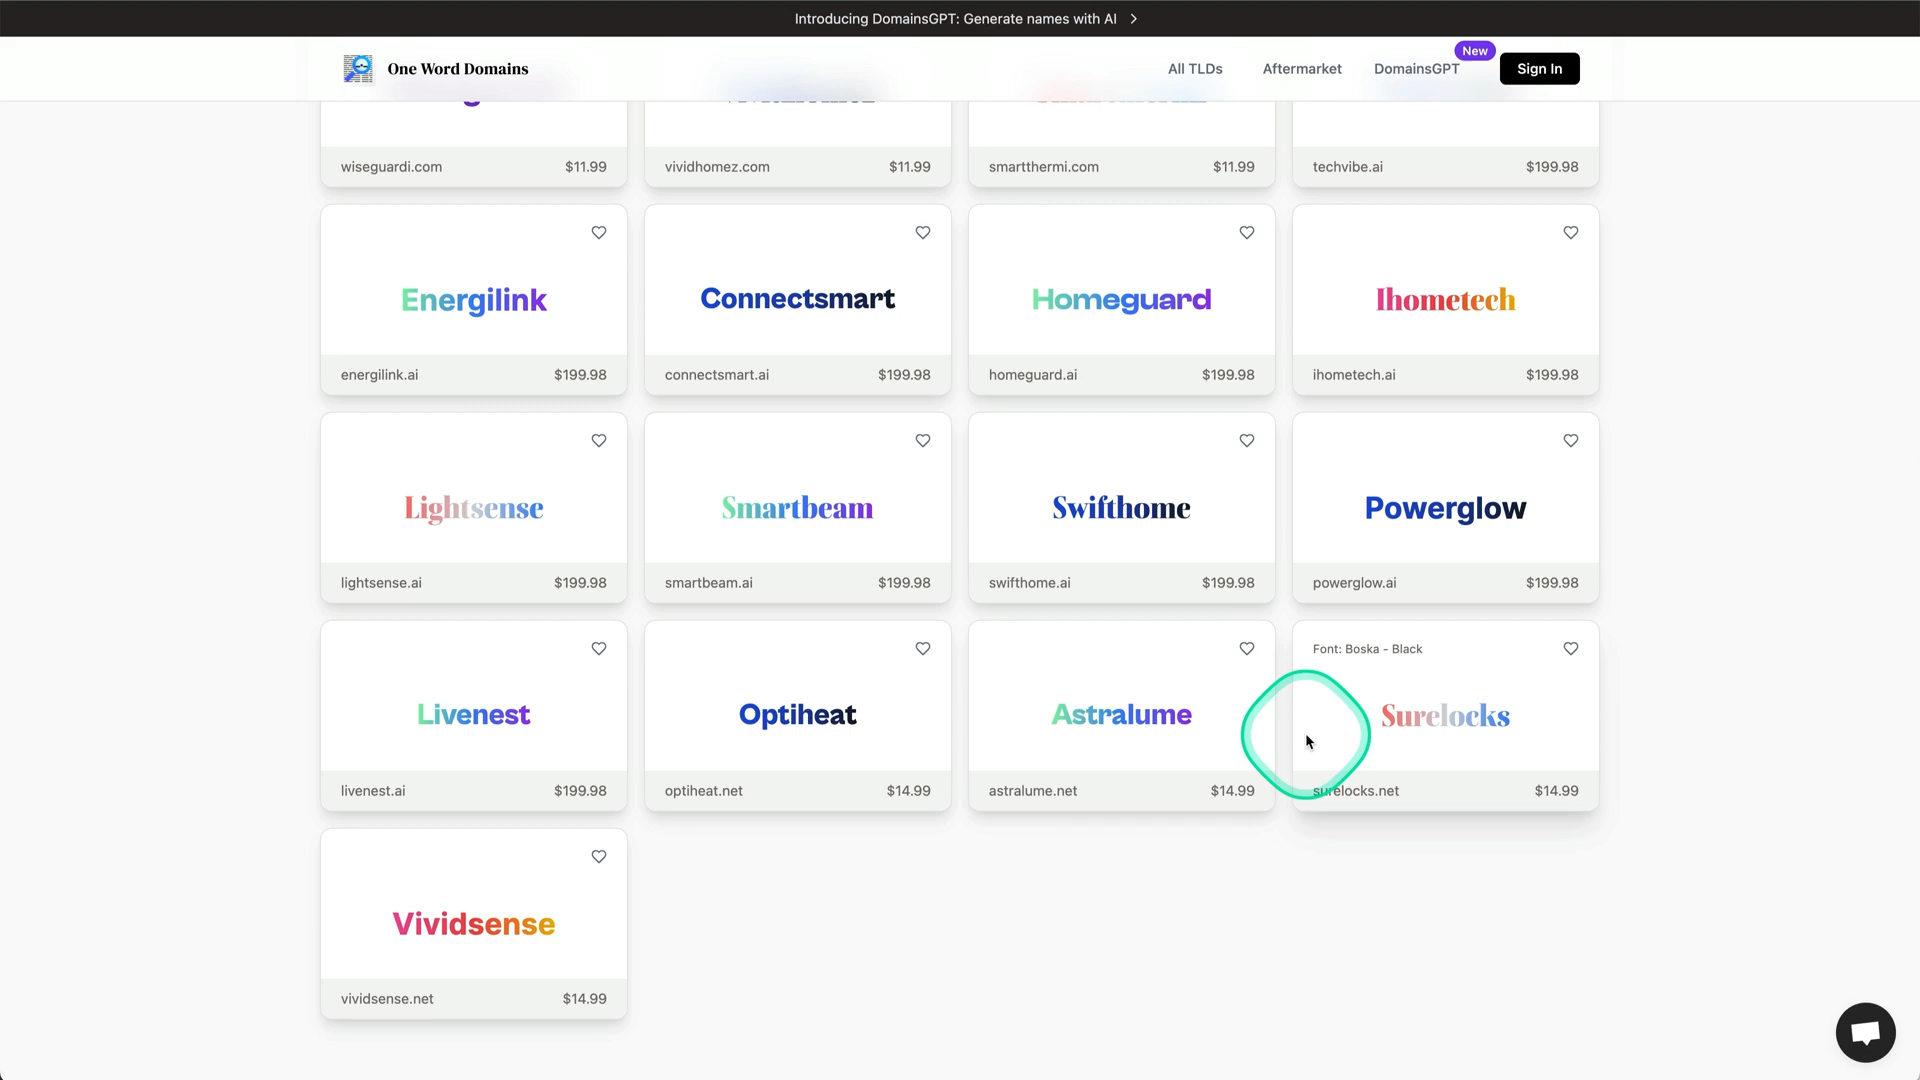 Introducing DomainsGPT: Generate names with AI
One Word Domains
All TLDs
Aftermarket
DomainsGPT
New
Sign In
wiseguardi.com $11.99
vividhomez.com $11.99
smartthermi.com $11.99
techvibe.ai $199.98
Energilink
Connectsmart
Homeguard
Ihometech
energilink.ai $199.98
connectsmart.ai $199.98
homeguard.ai $199.98
ihometech.ai $199.98
Lightsense
Smartbeam
Swifthome
Powerglow
lightsense.ai $199.98
smartbeam.ai $199.98
swifthome.ai $199.98
powerglow.ai $199.98
Font: Boska - Black
Livenest
Optiheat
Astralume
Surelocks
livenest.ai $199.98
optiheat.net $14.99
astralume.net $14.99
surelocks.net $14.99
Vividsense
vividsense.net $14.99